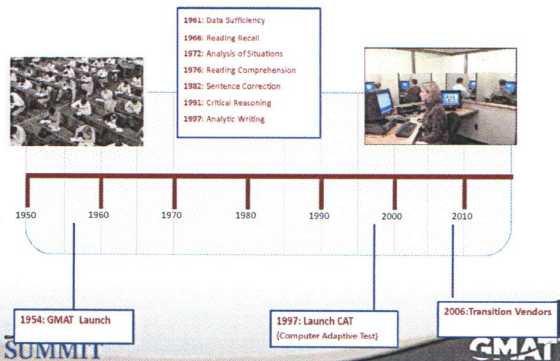 1961: Data Sufficiency
1966: Reading Recall
1972: Analysis of Situations
1976: Reading Comprehension
1982: Sentence Correction
1991: Critical Reasoning
1997: Analytic Writing
1950
1960
1970
1980
1990
2000
2010
1954: GMAT Launch
1997: Launch CAT
(Computer Adaptive Test)
2006:Transition Vendors
SUMMIT
GMAT